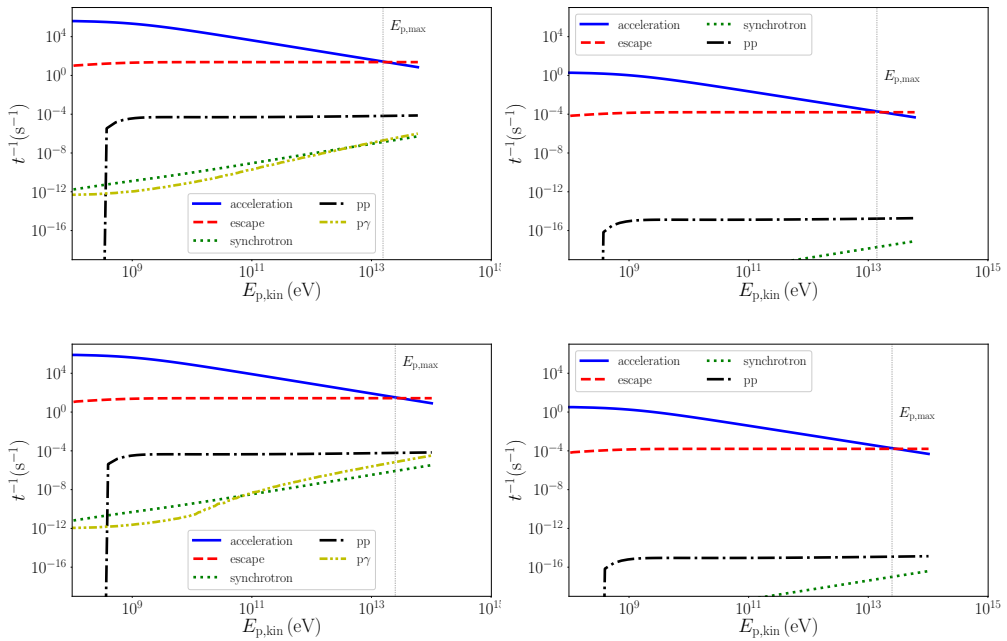 E_p,max
10^4
10^0
10^−4
10^−8
10^−12
10^−16
t^−1(s^−1)
acceleration
escape
synchrotron
pp
pγ
10^9
10^11
10^13
10^15
E_p,kin (eV)
acceleration
escape
synchrotron
pp
E_p,max
10^4
10^0
10^−4
10^−8
10^−12
10^−16
t^−1(s^−1)
10^9
10^11
10^13
10^15
E_p,kin (eV)
E_p,max
10^4
10^0
10^−4
10^−8
10^−12
10^−16
t^−1(s^−1)
acceleration
escape
synchrotron
pp
pγ
10^9
10^11
10^13
10^15
E_p,kin (eV)
acceleration
escape
synchrotron
pp
E_p,max
10^4
10^0
10^−4
10^−8
10^−12
10^−16
t^−1(s^−1)
10^9
10^11
10^13
10^15
E_p,kin (eV)